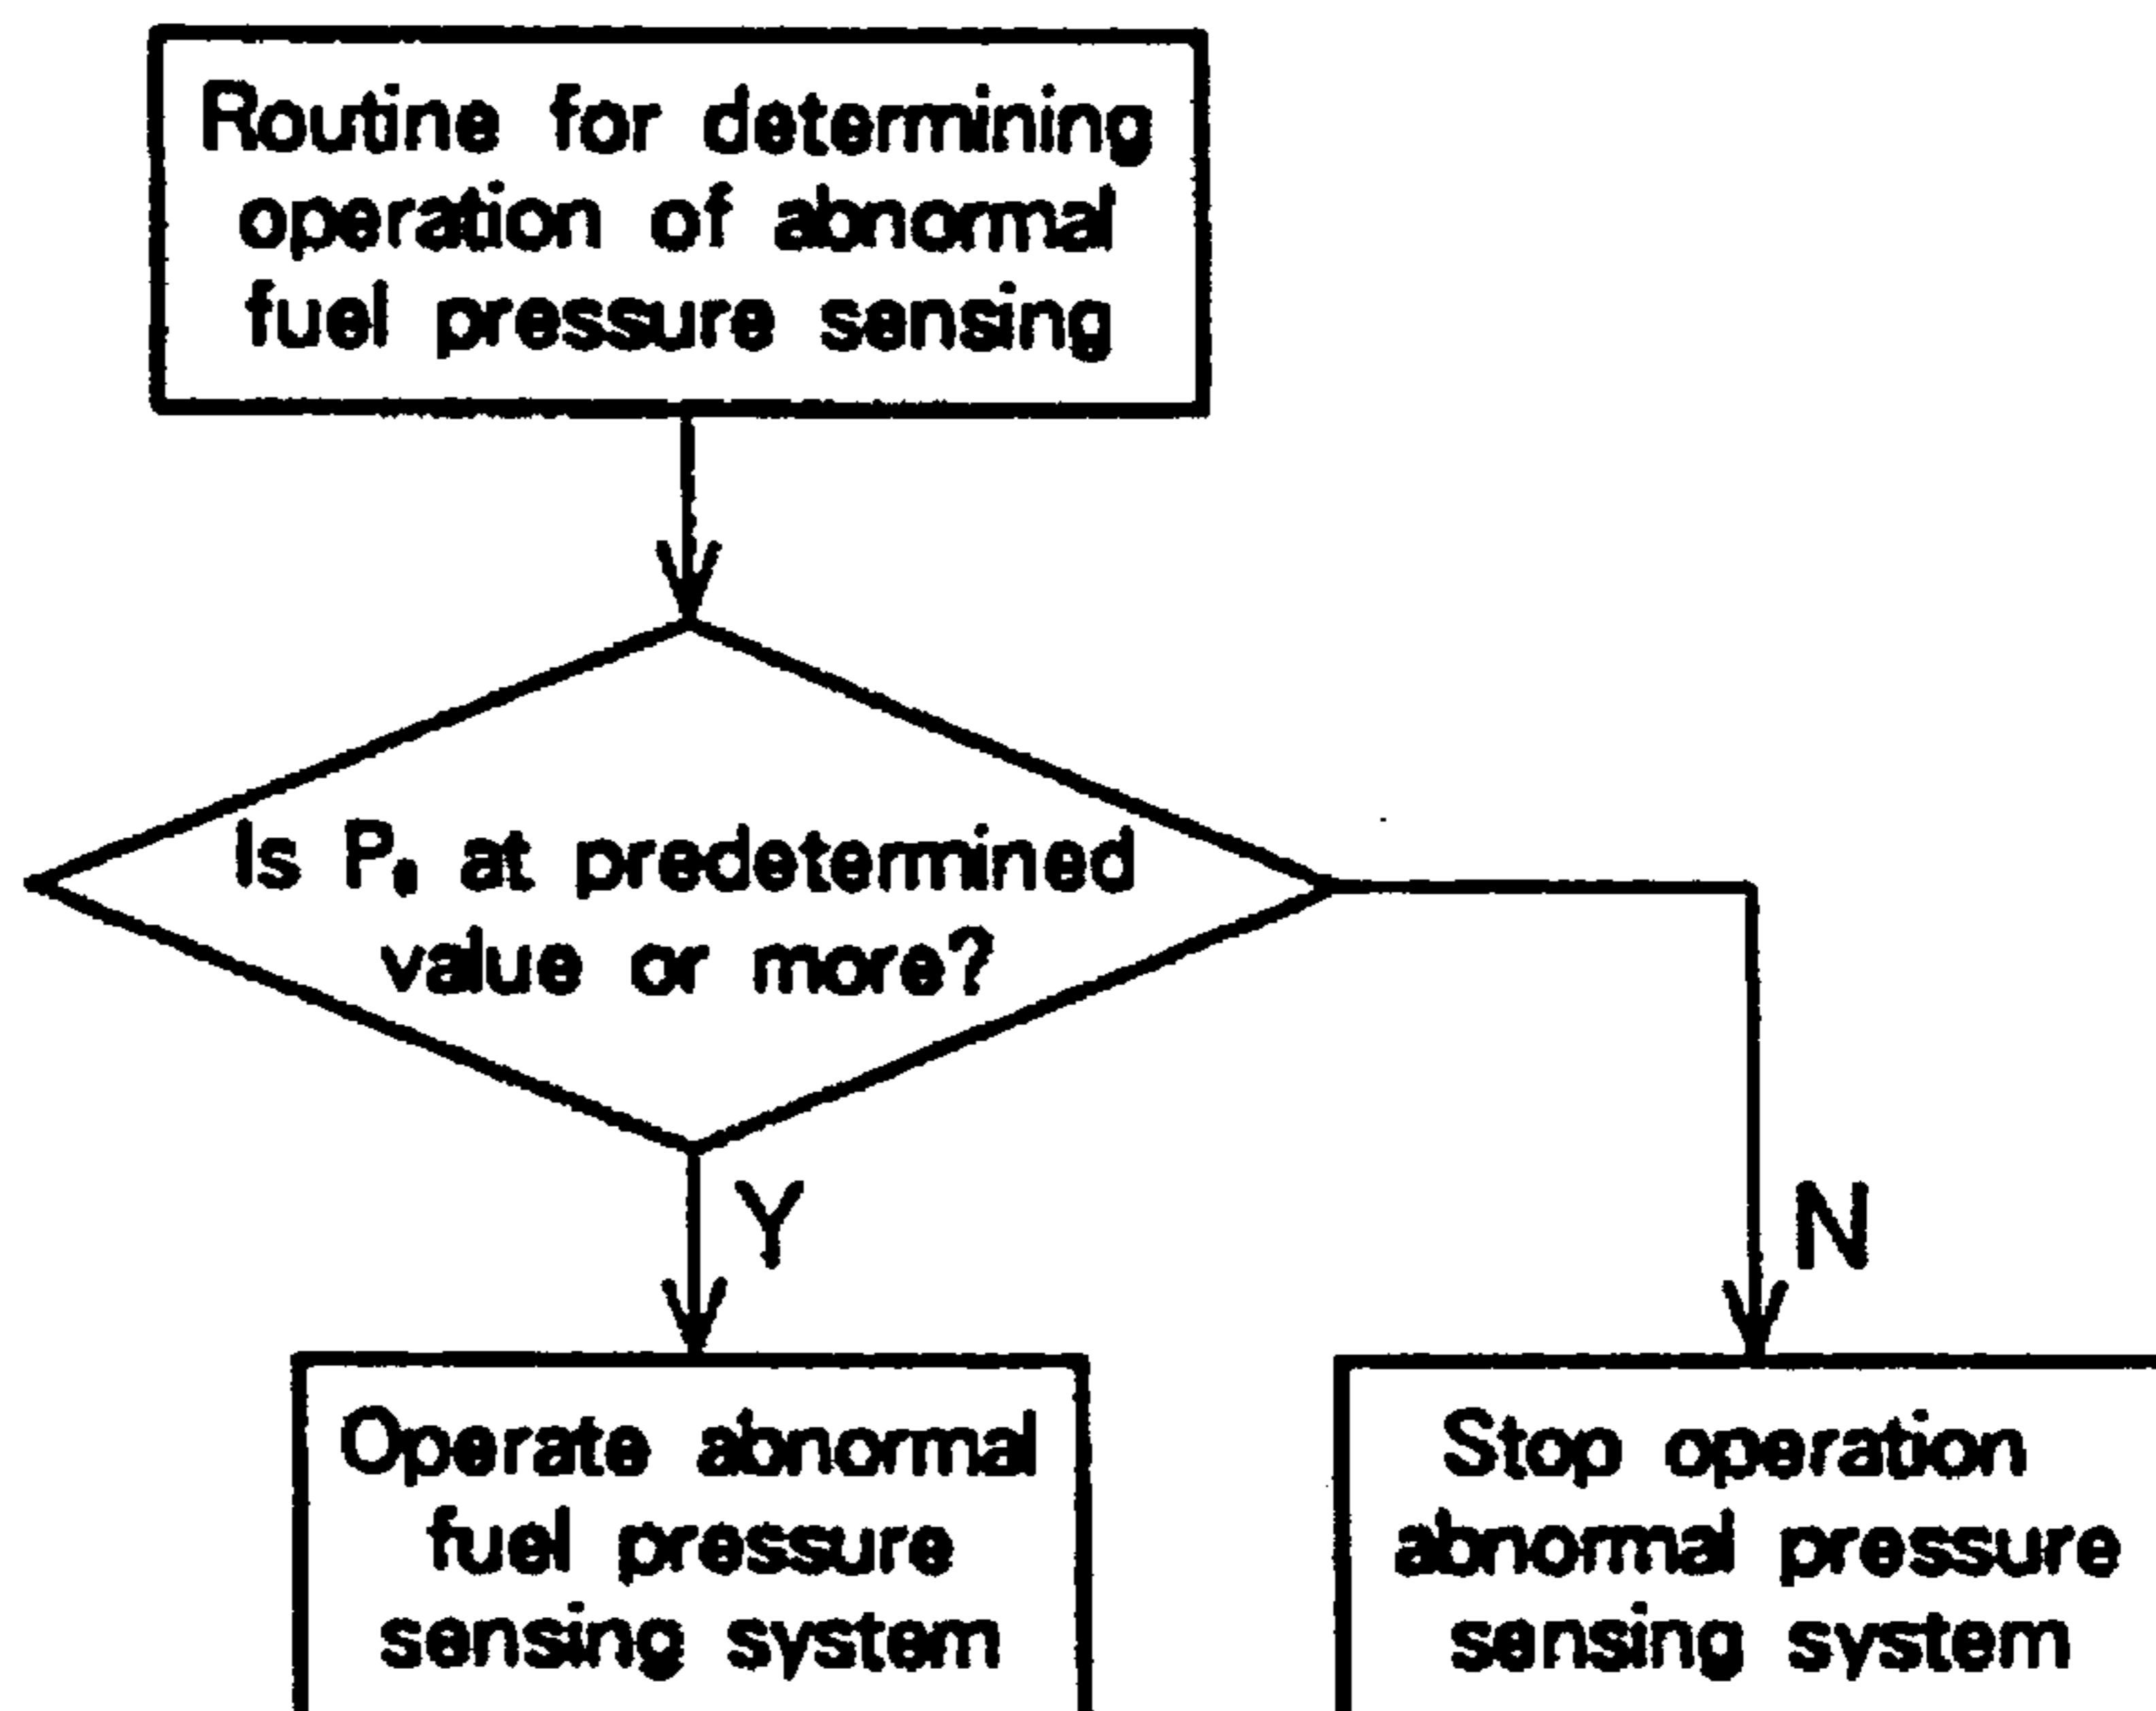 Routine for determining
operation of abnormal
fuel pressure sensing
Is P at predetermined
value or more?
Y
N
Operate abnormal
fuel pressure
sensing system
Stop operation
abnormal pressure
sensing system